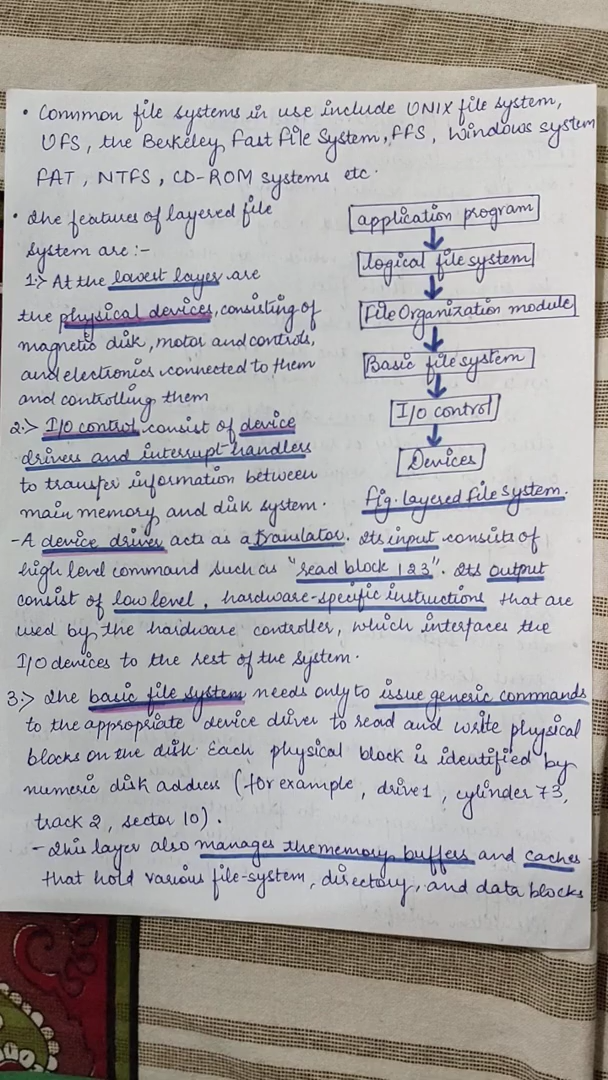 • Common file systems in use include UNIX file system,
UFS, the Berkeley Fast File System, FFS, Windows system
FAT, NTFS, CD-ROM systems etc.
• The features of layered file
system are :-
1:> At the lowest layer are
the physical devices, consisting of
magnetic disk, motor and controls,
and electronics connected to them
and controlling them
application program
Logical file system
File Organization module
Basic file system
I/O control
Devices
Fig. layered file system.
2:> I/O control consist of device
drivers and interrupt handlers
to transfer information between
main memory and disk system.
- A device driver acts as a translator. Its input consists of
high level command such as "read block 123". Its output
consist of low level, hardware-specific instructions that are
used by the hardware controller, which interfaces the
I/O devices to the rest of the system.
3:> The basic file system needs only to issue generic commands
to the appropriate device driver to read and write physical
blocks on the disk. Each physical block is identified by
numeric disk address (for example, drive 1, cylinder 73,
track 2, sector 10).
- This layer also manages the memory buffers and caches
that hold various file-system, directory, and data blocks